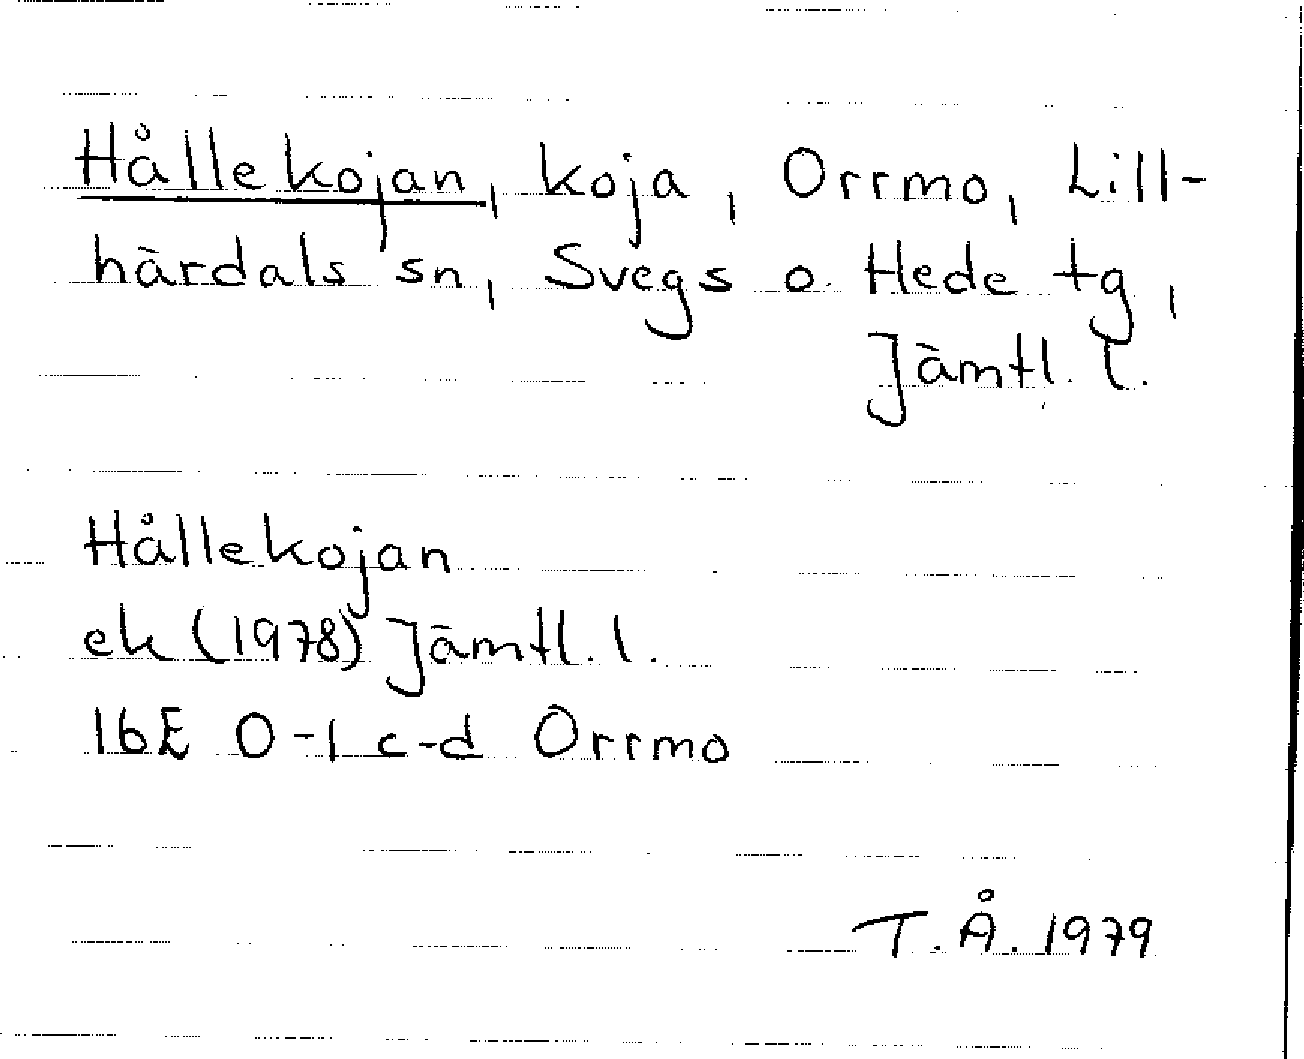 Hållekojan, koja, Orrmo, Lill-
härdals sn, Svegs o. Hede tg,
Jämtl. l.
Hållekojan
ek (1978) Jämtl. l.
16E 0-1 c-d Orrmo
T. Å. 1979